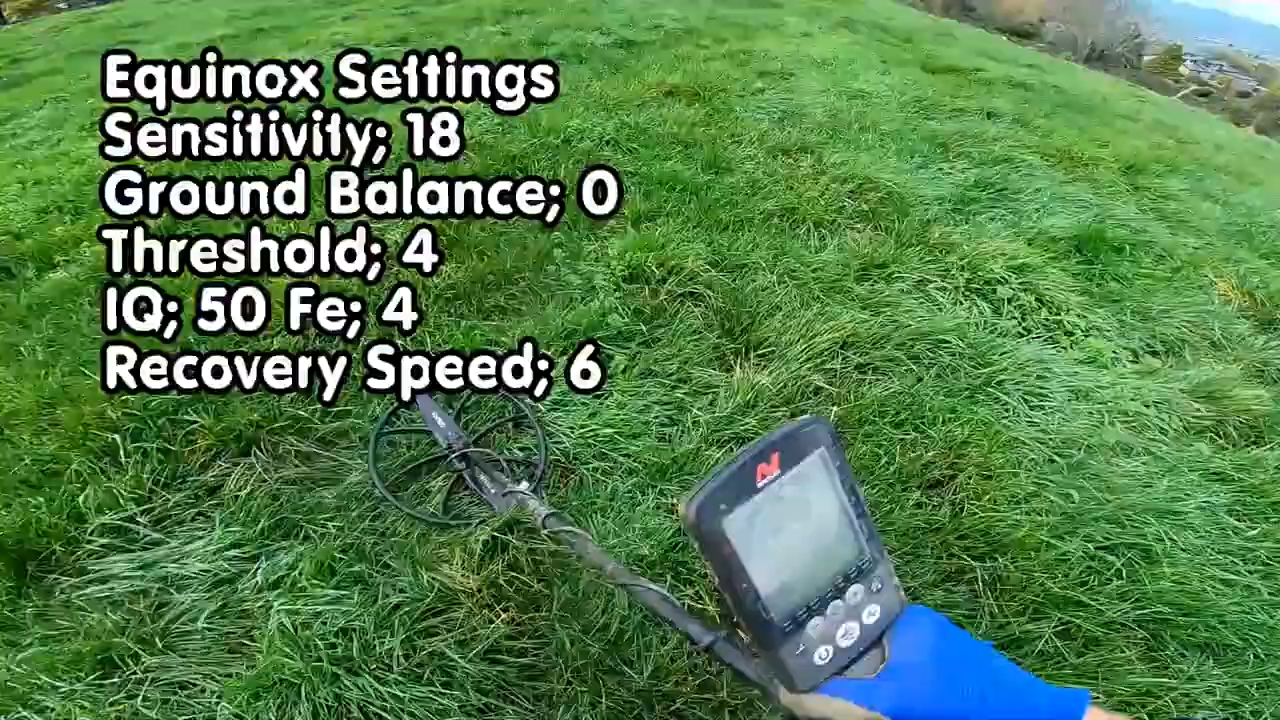 Equinox Settings
Sensitivity; 18
Ground Balance; 0
Threshold; 4
IQ; 50 Fe; 4
Recovery Speed; 6